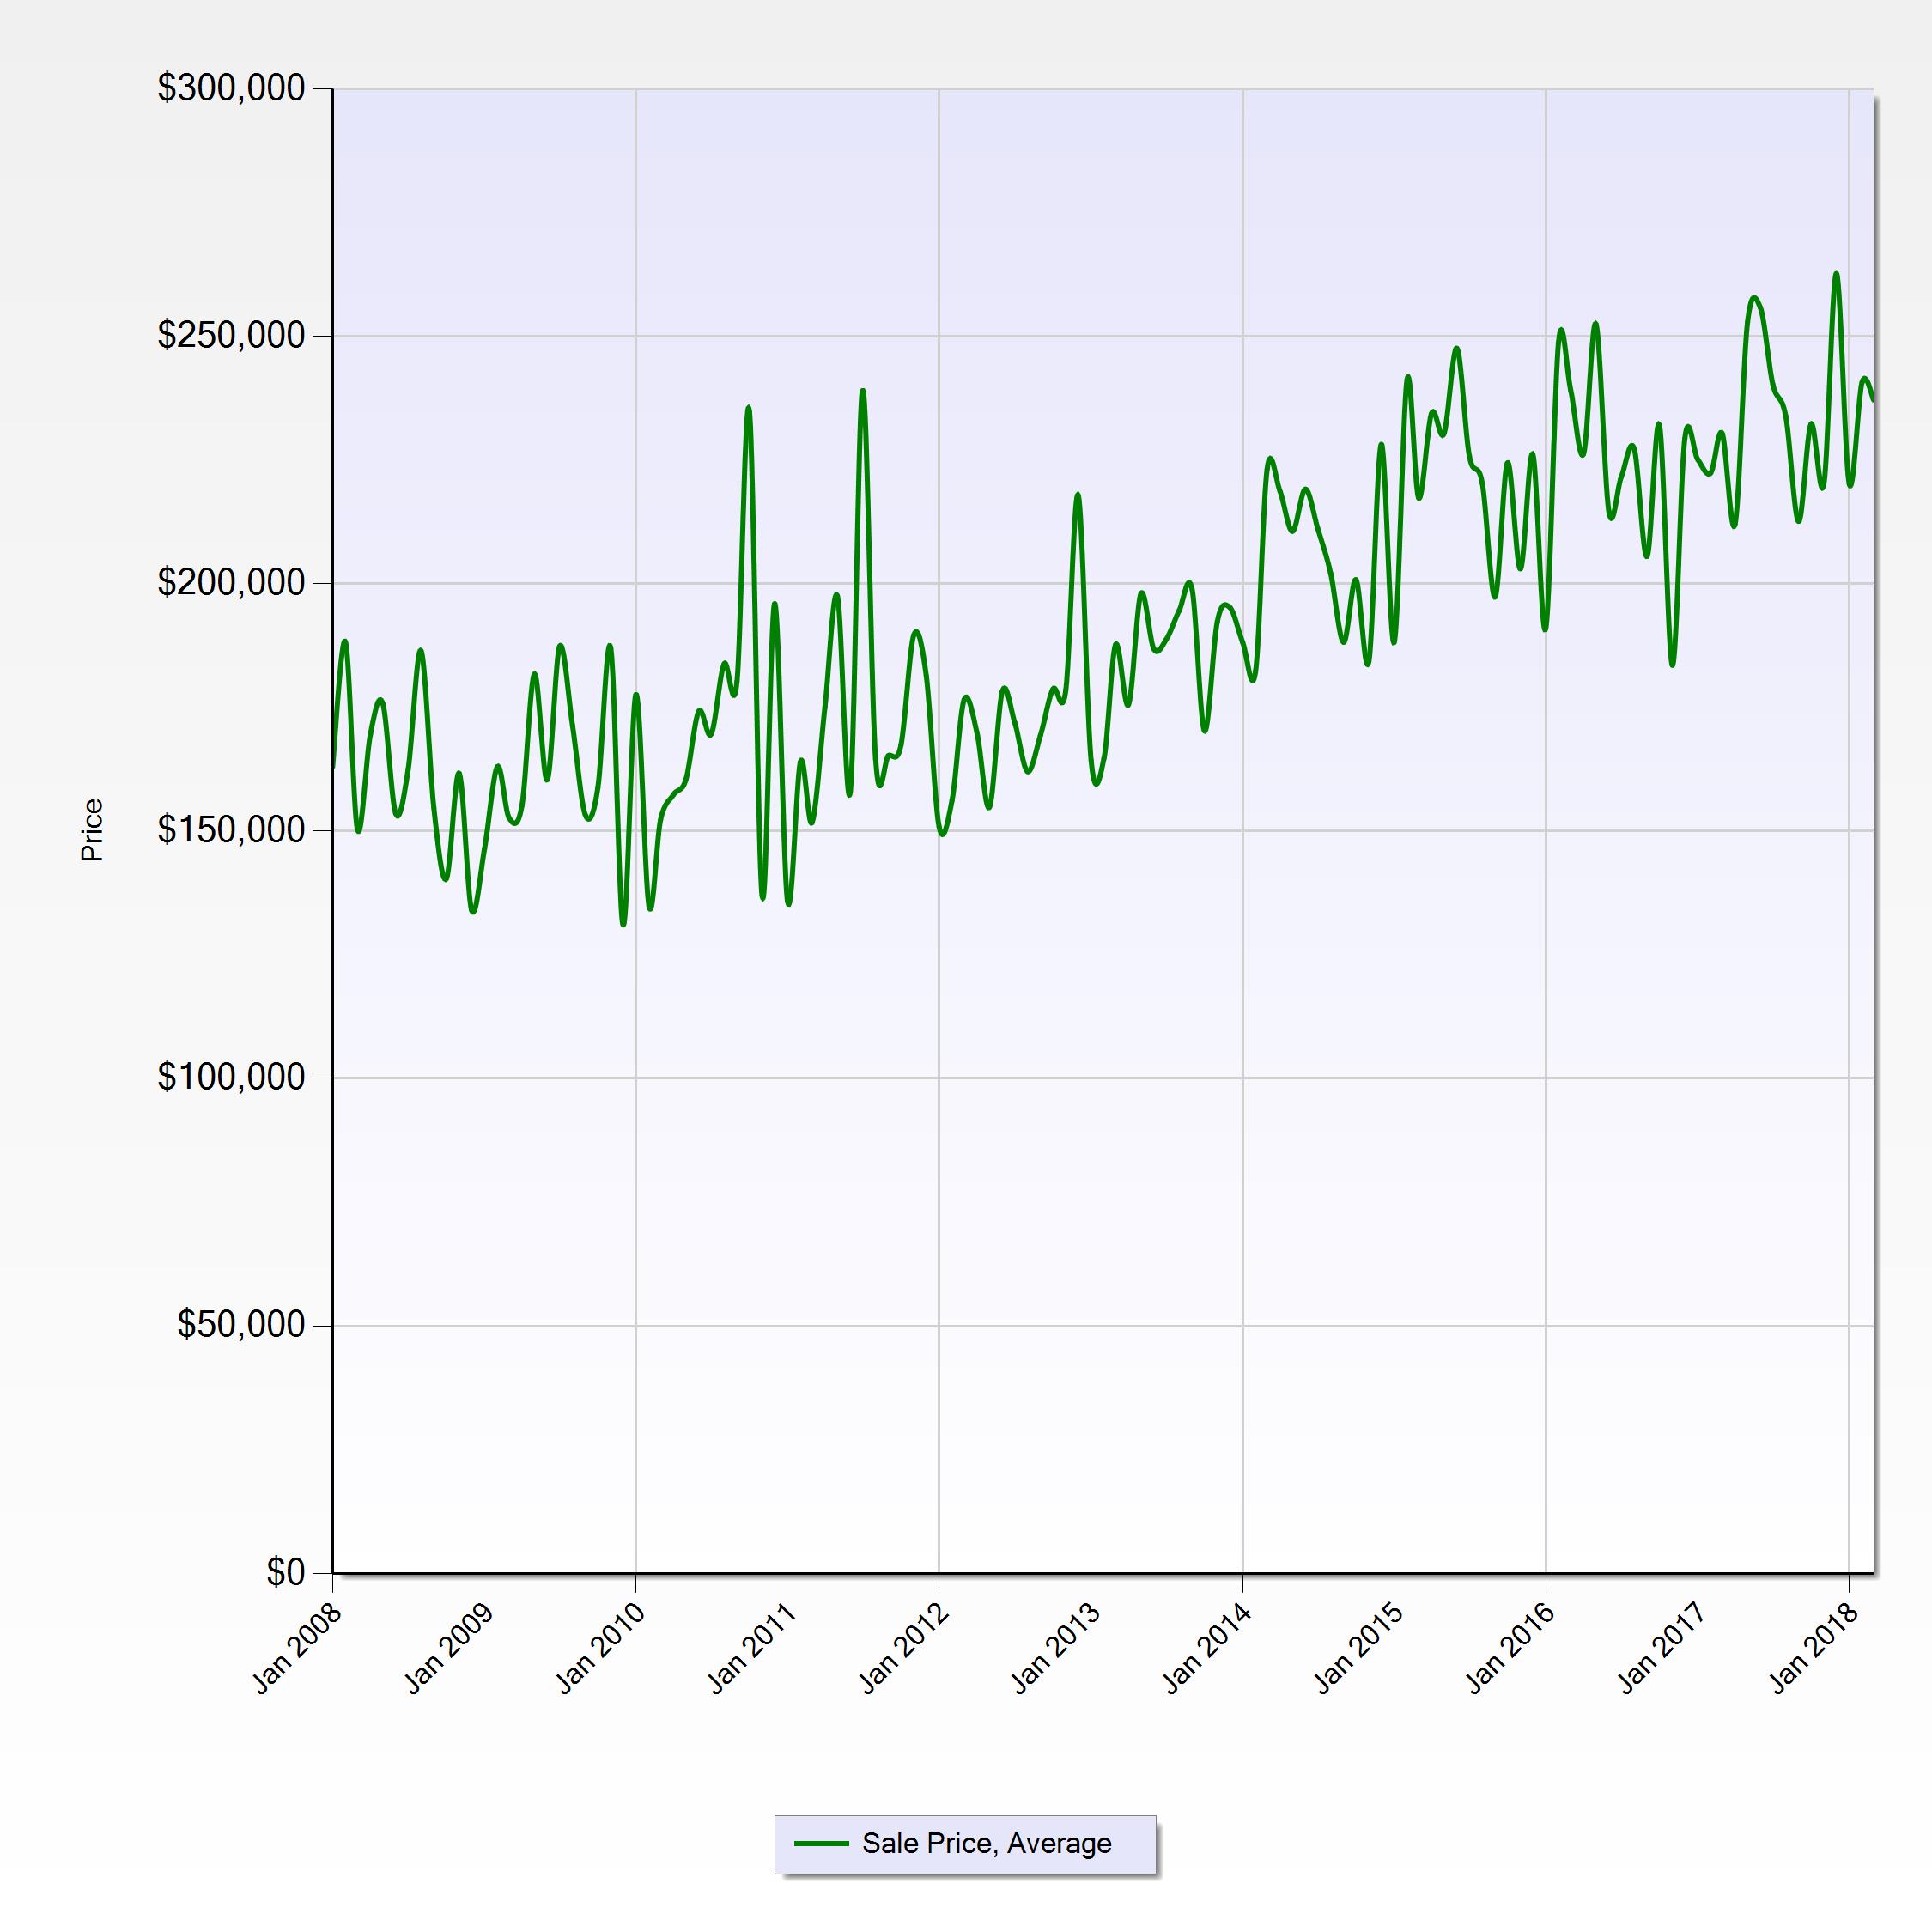 $300,000
$250,000
$200,000
$150,000
$100,000
$50,000
$0
Price
Jan 2008
Jan 2009
Jan 2010
Jan 2011
Jan 2012
Jan 2013
Jan 2014
Jan 2015
Jan 2016
Jan 2017
Jan 2018
Sale Price, Average